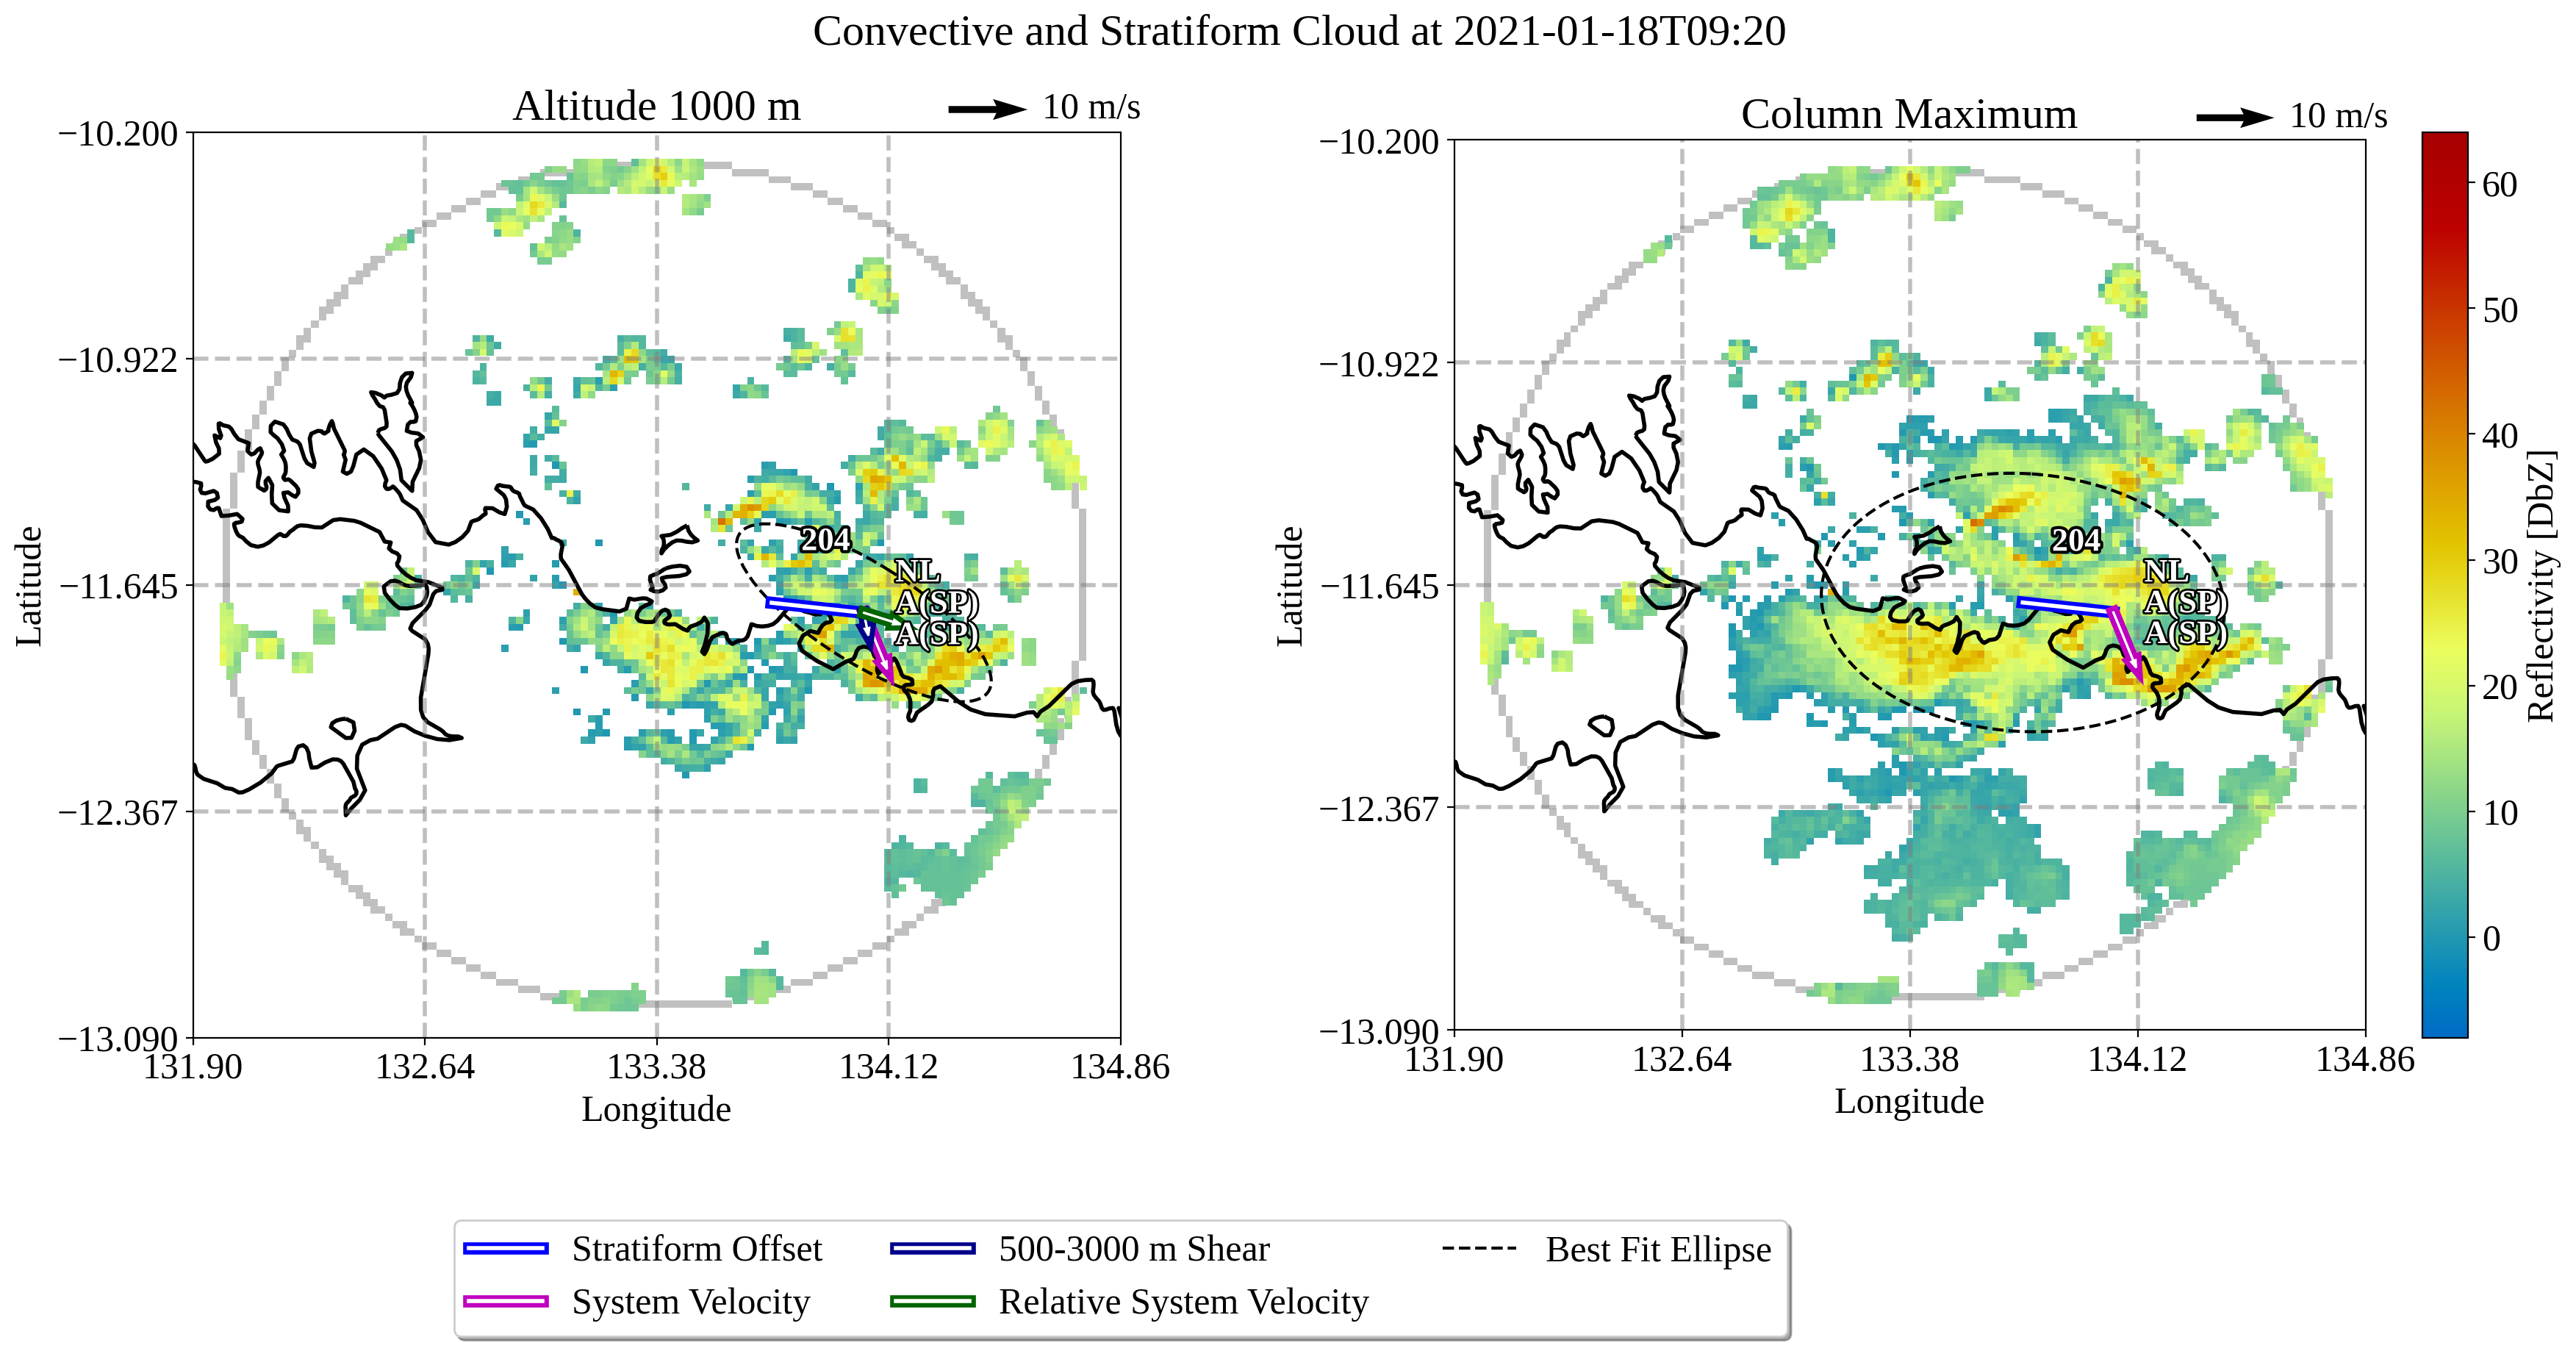 Convective and Stratiform Cloud at 2021-01-18T09:20
Altitude 1000 m
10 m/s
−10.200
−10.922
−11.645
−12.367
−13.090
Latitude
131.90
132.64
133.38
134.12
134.86
Longitude
204
NL
A(SP)
A(SP)
Column Maximum
10 m/s
−10.200
−10.922
−11.645
−12.367
−13.090
Latitude
131.90
132.64
133.38
134.12
134.86
Longitude
204
NL
A(SP)
A(SP)
60
50
40
30
20
10
0
Reflectivity [DbZ]
Stratiform Offset
System Velocity
500-3000 m Shear
Relative System Velocity
Best Fit Ellipse